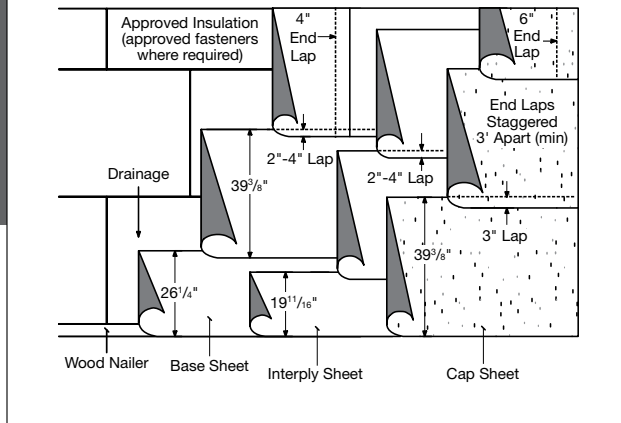 Approved Insulation
(approved fasteners
where required)
4"
End
Lap
6"
End
Lap
End Laps
Staggered
3' Apart (min)
2"-4" Lap
2"-4" Lap
Drainage
39³/₈"
3" Lap
39³/₈"
26¹/₄"
19¹¹/₁₆"
Wood Nailer
Base Sheet
Interply Sheet
Cap Sheet